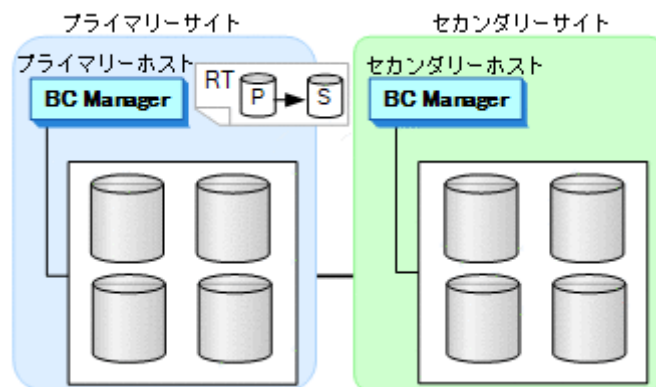 プライマリーサイト
セカンダリーサイト
プライマリーホスト
BC Manager
RT
P
S
セカンダリーホスト
BC Manager